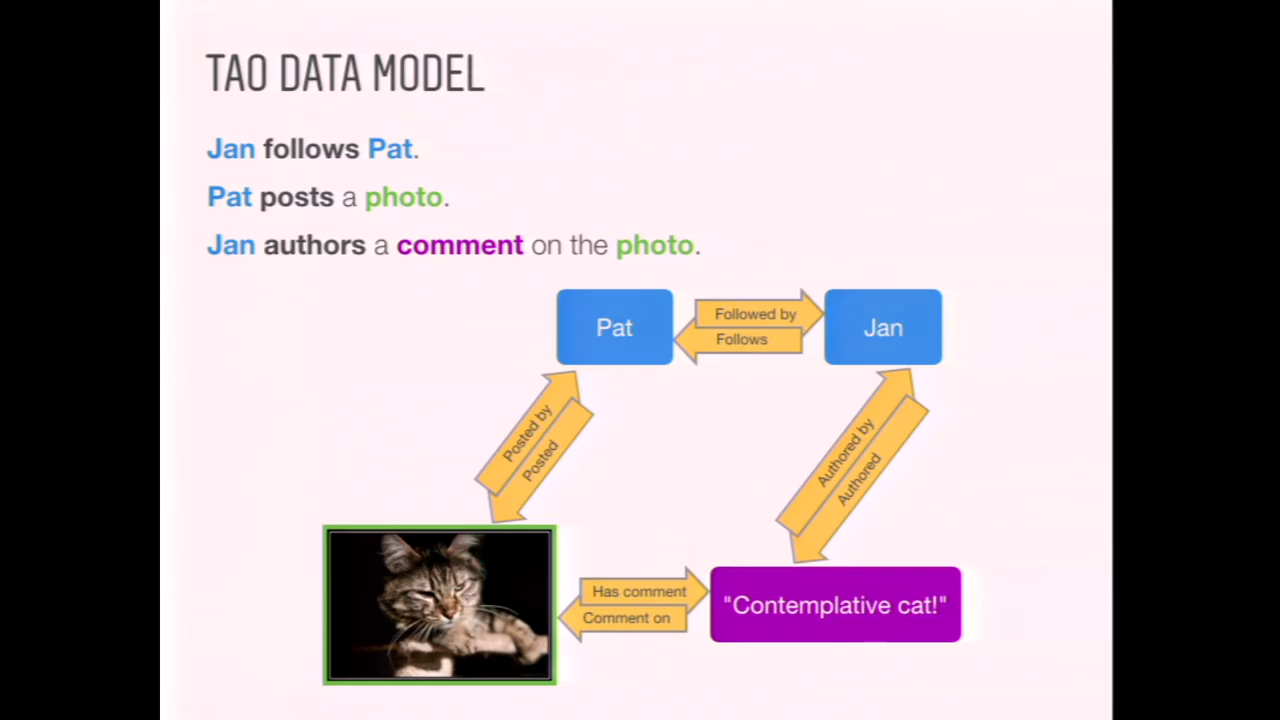 TAO DATA MODEL
Jan follows Pat.
Pat posts a photo.
Jan authors a comment on the photo.
Pat
Followed by
Follows
Jan
Posted by
Posted
Authored by
Authored
Has comment
Comment on
"Contemplative cat!"